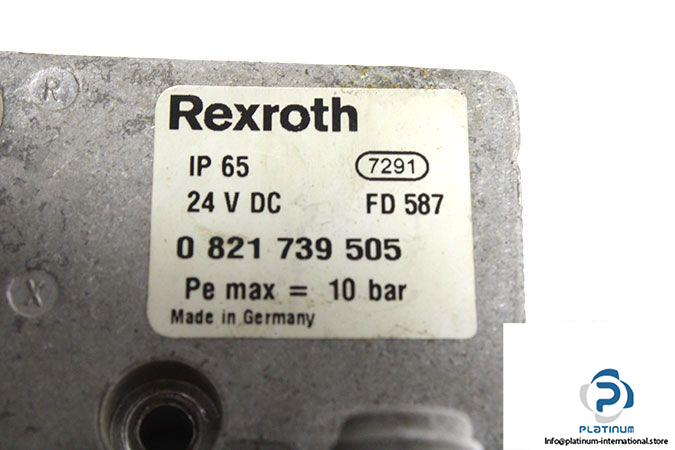 R
Rexroth
IP 65 7291
24 V DC FD 587
0 821 739 505
Pe max = 10 bar
Made in Germany
X
P
PLATINUM
info@platinum-international.store